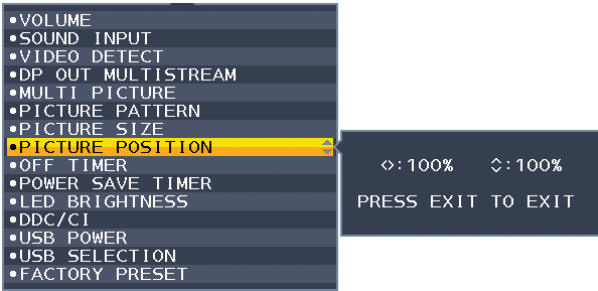 •VOLUME
•SOUND INPUT
•VIDEO DETECT
•DP OUT MULTISTREAM
•MULTI PICTURE
•PICTURE PATTERN
•PICTURE SIZE
•PICTURE POSITION
•OFF TIMER
•POWER SAVE TIMER
•LED BRIGHTNESS
•DDC/CI
•USB POWER
•USB SELECTION
•FACTORY PRESET
:100% :100%
PRESS EXIT TO EXIT